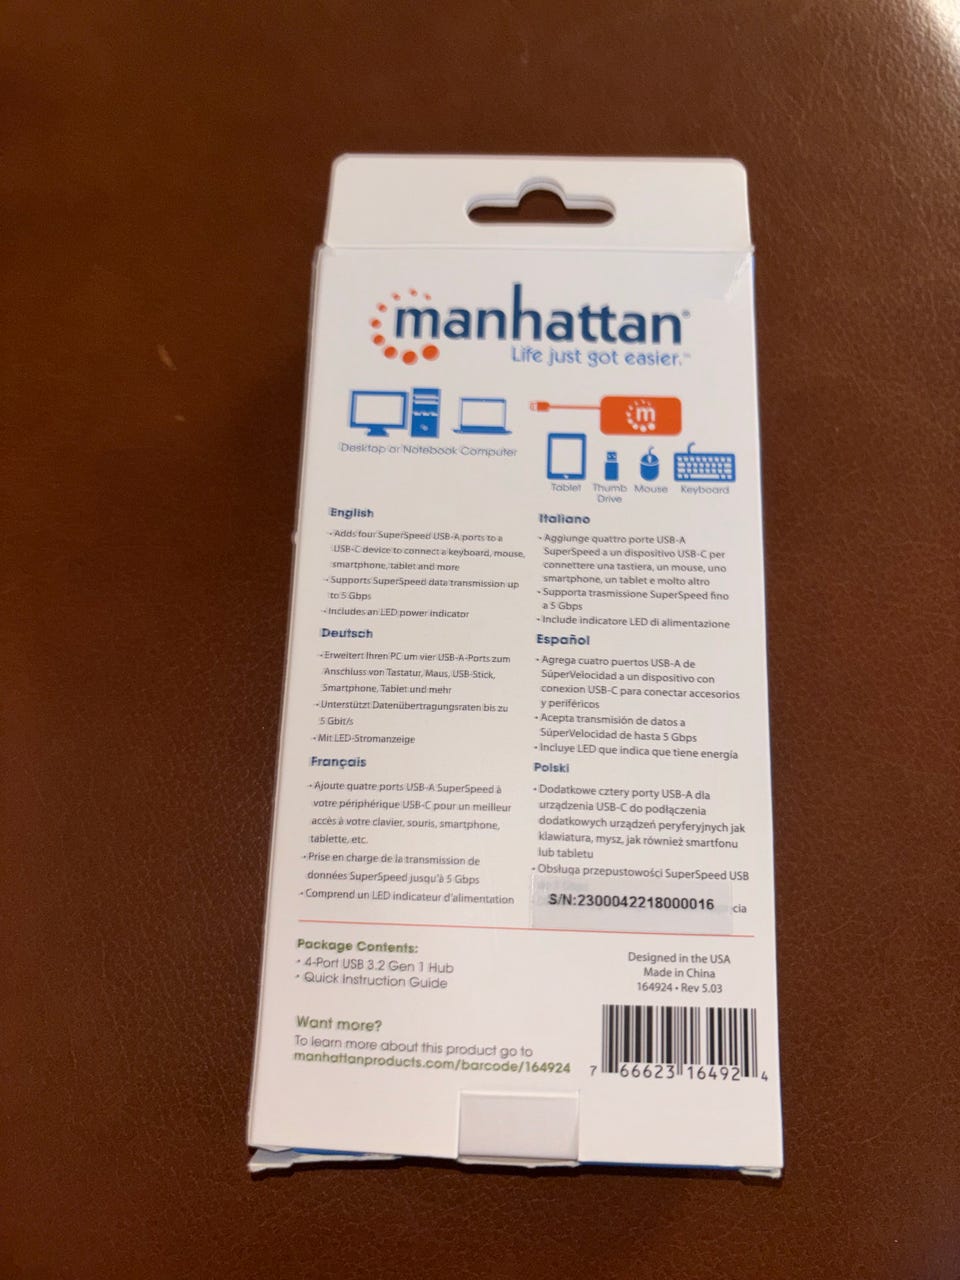 manhattan®
Life just got easier.™
m
Desktop or Notebook Computer
Tablet
Thumb
Drive
Mouse
Keyboard
English
• Adds four SuperSpeed USB-A ports to a
USB-C device to connect a keyboard, mouse,
smartphone, tablet and more
• Supports SuperSpeed data transmission up
to 5 Gbps
• Includes an LED power indicator
Deutsch
• Erweitert Ihren PC um vier USB-A-Ports zum
Anschluss von Tastatur, Maus, USB-Stick,
Smartphone, Tablet und mehr
• Unterstützt Datenübertragungsraten bis zu
5 Gbit/s
• Mit LED-Stromanzeige
Français
• Ajoute quatre ports USB-A SuperSpeed à
votre périphérique USB-C pour un meilleur
accès à votre clavier, souris, smartphone,
tablette, etc.
• Prise en charge de la transmission de
données SuperSpeed jusqu'à 5 Gbps
• Comprend un LED indicateur d'alimentation
Italiano
• Aggiunge quattro porte USB-A
SuperSpeed a un dispositivo USB-C per
connettere una tastiera, un mouse, uno
smartphone, un tablet e molto altro
• Supporta trasmissione SuperSpeed fino
a 5 Gbps
• Include indicatore LED di alimentazione
Español
• Agrega cuatro puertos USB-A de
SúperVelocidad a un dispositivo con
conexion USB-C para conectar accesorios
y periféricos
• Acepta transmisión de datos a
SúperVelocidad de hasta 5 Gbps
• Incluye LED que indica que tiene energía
Polski
• Dodatkowe cztery porty USB-A dla
urządzenia USB-C do podłączenia
dodatkowych urządzeń peryferyjnych jak
klawiatura, mysz, jak również smartfonu
lub tabletu
• Obsługa przepustowości SuperSpeed USB
S/N:2300042218000016
cia
Package Contents:
• 4-Port USB 3.2 Gen 1 Hub
• Quick Instruction Guide
Want more?
To learn more about this product go to
manhattanproducts.com/barcode/164924
Designed in the USA
Made in China
164924 • Rev 5.03
7 66623 16492 4